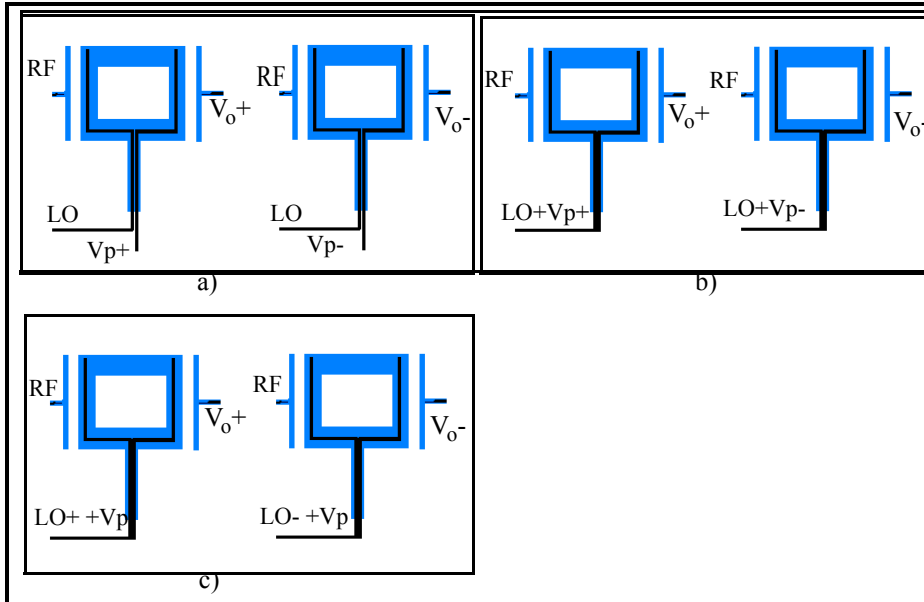 RF
Vo+
LO
Vp+
RF
Vo-
LO
Vp-
a)
RF
Vo+
LO+Vp+
RF
Vo-
LO+Vp-
b)
RF
Vo+
LO+ +Vp
RF
Vo-
LO- +Vp
c)